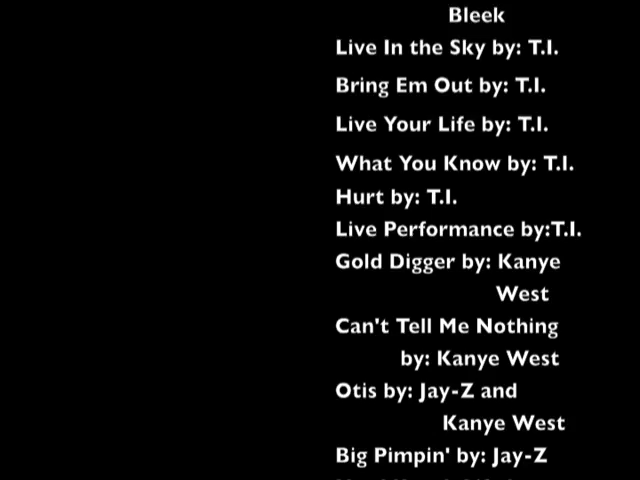 Bleek
Live In the Sky by: T.I.
Bring Em Out by: T.I.
Live Your Life by: T.I.
What You Know by: T.I.
Hurt by: T.I.
Live Performance by:T.I.
Gold Digger by: Kanye
West
Can't Tell Me Nothing
by: Kanye West
Otis by: Jay-Z and
Kanye West
Big Pimpin' by: Jay-Z